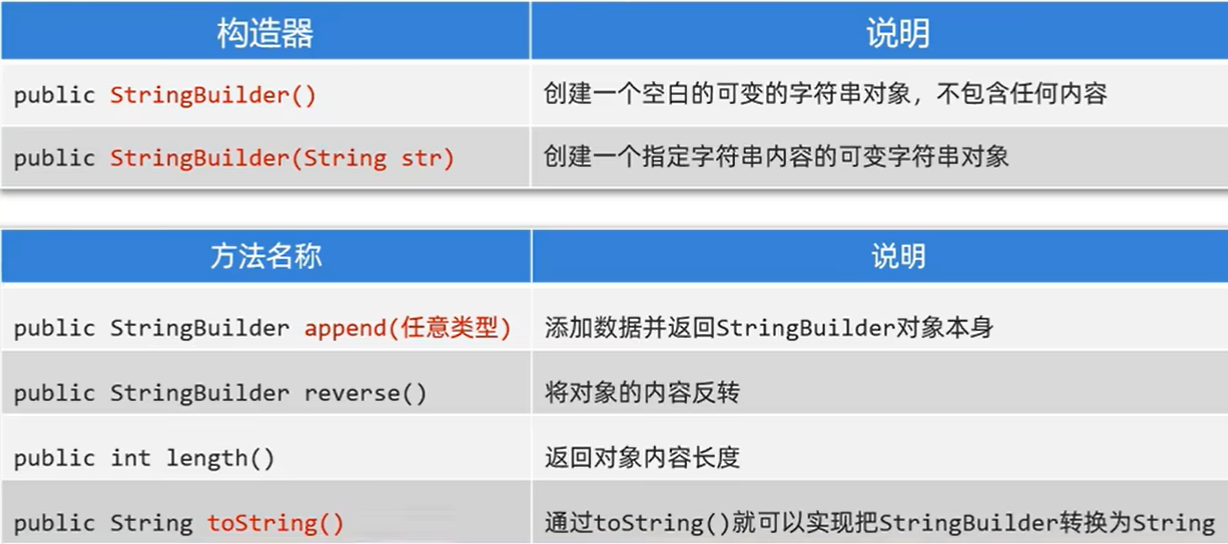 构造器 说明
public StringBuilder() 创建一个空白的可变的字符串对象，不包含任何内容
public StringBuilder(String str) 创建一个指定字符串内容的可变字符串对象
方法名称 说明
public StringBuilder append(任意类型) 添加数据并返回StringBuilder对象本身
public StringBuilder reverse() 将对象的内容反转
public int length() 返回对象内容长度
public String toString() 通过toString()就可以实现把StringBuilder转换为String